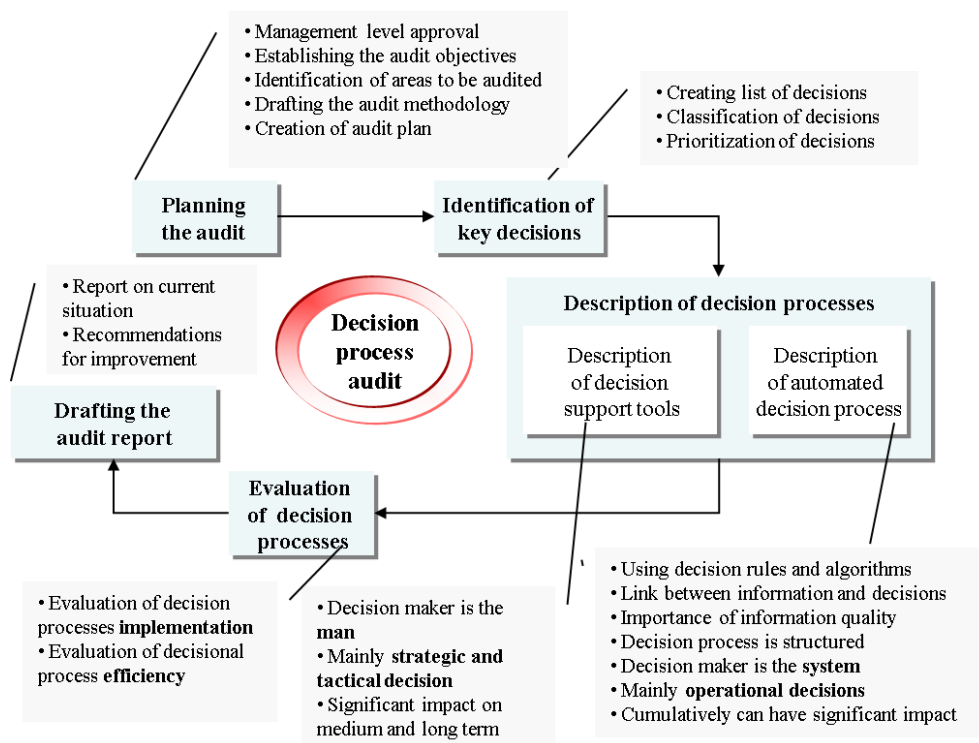 • Management level approval
• Establishing the audit objectives
• Identification of areas to be audited
• Drafting the audit methodology
• Creation of audit plan
• Creating list of decisions
• Classification of decisions
• Prioritization of decisions
Planning
the audit
Identification of
key decisions
• Report on current
situation
• Recommendations
for improvement
Decision
process
audit
Description of decision processes
Description
of decision
support tools
Description
of automated
decision process
Drafting the
audit report
Evaluation
of decision
processes
• Evaluation of decision
processes implementation
• Evaluation of decisional
process efficiency
• Decision maker is the
man
• Mainly strategic and
tactical decision
• Significant impact on
medium and long term
• Using decision rules and algorithms
• Link between information and decisions
• Importance of information quality
• Decision process is structured
• Decision maker is the system
• Mainly operational decisions
• Cumulatively can have significant impact